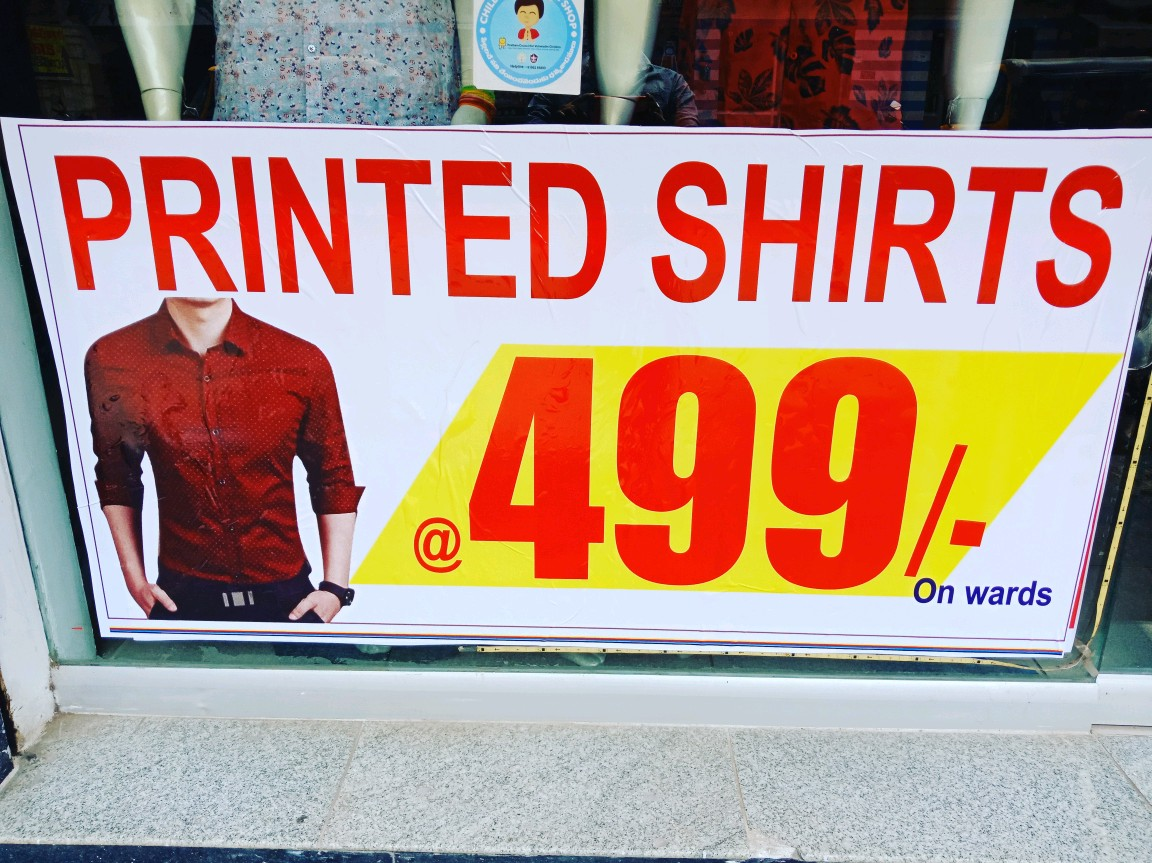 PRINTED SHIRTS
@499/-
On wards